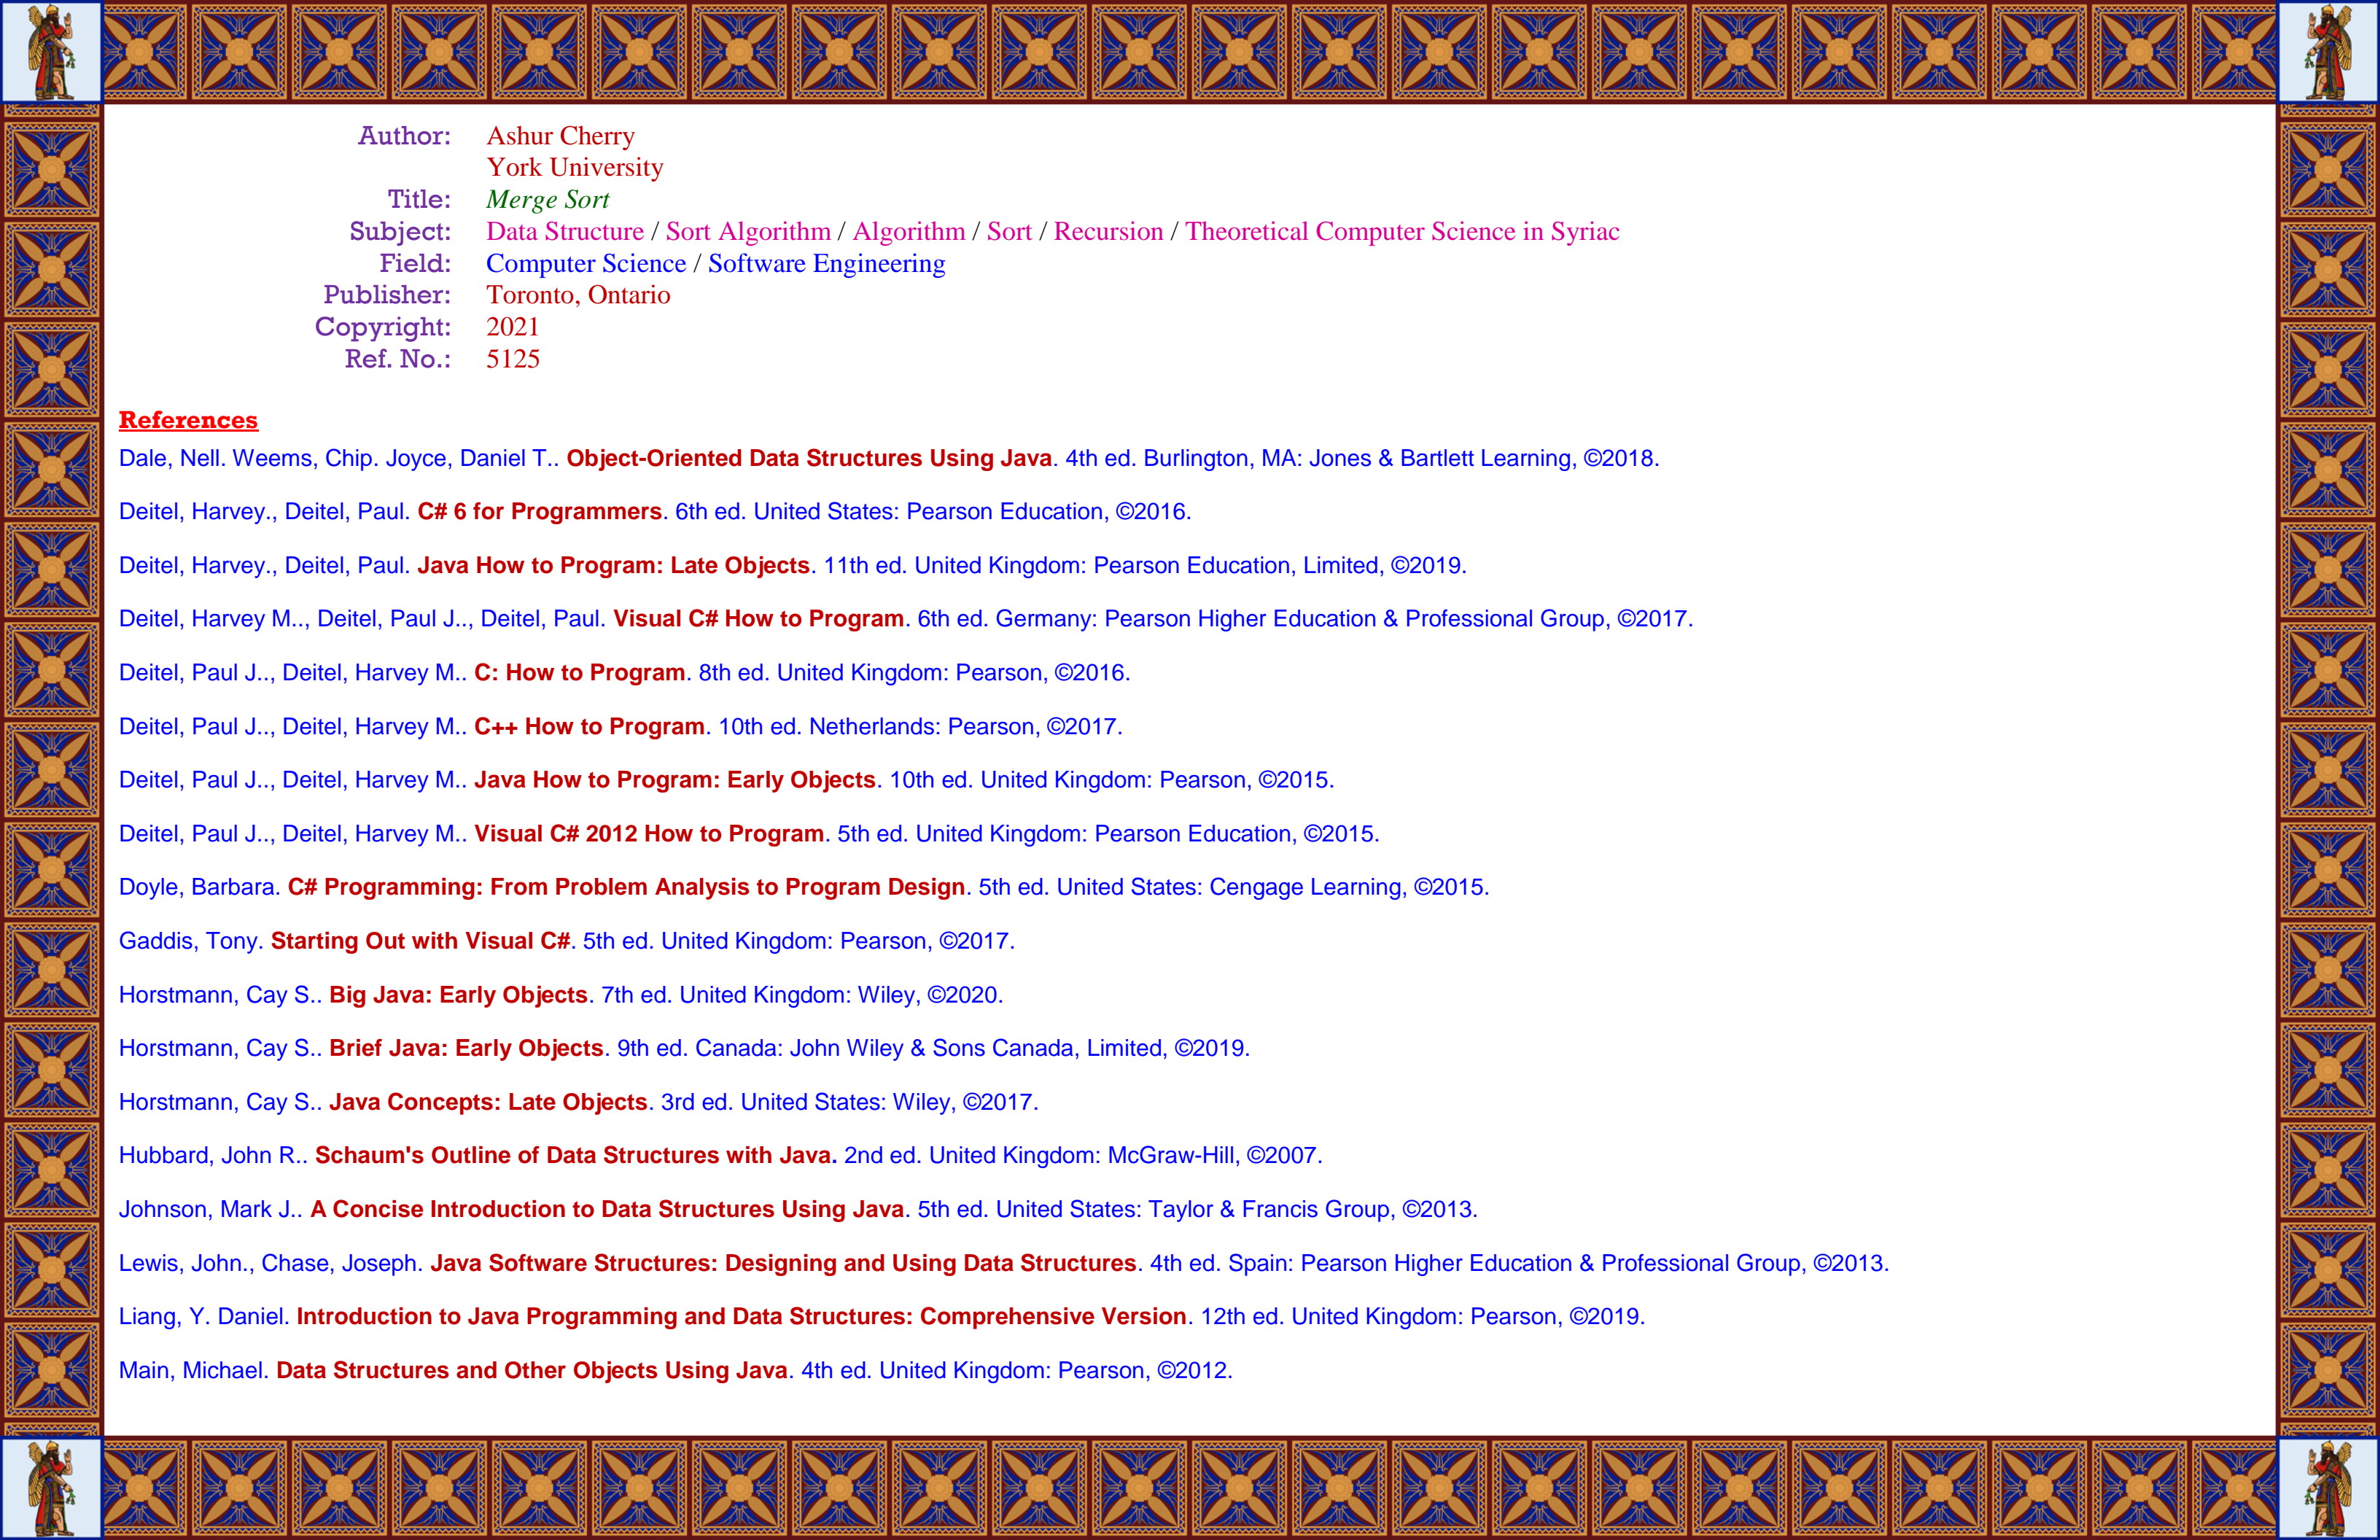 Author: Ashur Cherry
York University
Title: Merge Sort
Subject: Data Structure / Sort Algorithm / Algorithm / Sort / Recursion / Theoretical Computer Science in Syriac
Field: Computer Science / Software Engineering
Publisher: Toronto, Ontario
Copyright: 2021
Ref. No.: 5125
References
Dale, Nell. Weems, Chip. Joyce, Daniel T.. Object-Oriented Data Structures Using Java. 4th ed. Burlington, MA: Jones & Bartlett Learning, ©2018.
Deitel, Harvey., Deitel, Paul. C# 6 for Programmers. 6th ed. United States: Pearson Education, ©2016.
Deitel, Harvey., Deitel, Paul. Java How to Program: Late Objects. 11th ed. United Kingdom: Pearson Education, Limited, ©2019.
Deitel, Harvey M.., Deitel, Paul J.., Deitel, Paul. Visual C# How to Program. 6th ed. Germany: Pearson Higher Education & Professional Group, ©2017.
Deitel, Paul J.., Deitel, Harvey M.. C: How to Program. 8th ed. United Kingdom: Pearson, ©2016.
Deitel, Paul J.., Deitel, Harvey M.. C++ How to Program. 10th ed. Netherlands: Pearson, ©2017.
Deitel, Paul J.., Deitel, Harvey M.. Java How to Program: Early Objects. 10th ed. United Kingdom: Pearson, ©2015.
Deitel, Paul J.., Deitel, Harvey M.. Visual C# 2012 How to Program. 5th ed. United Kingdom: Pearson Education, ©2015.
Doyle, Barbara. C# Programming: From Problem Analysis to Program Design. 5th ed. United States: Cengage Learning, ©2015.
Gaddis, Tony. Starting Out with Visual C#. 5th ed. United Kingdom: Pearson, ©2017.
Horstmann, Cay S.. Big Java: Early Objects. 7th ed. United Kingdom: Wiley, ©2020.
Horstmann, Cay S.. Brief Java: Early Objects. 9th ed. Canada: John Wiley & Sons Canada, Limited, ©2019.
Horstmann, Cay S.. Java Concepts: Late Objects. 3rd ed. United States: Wiley, ©2017.
Hubbard, John R.. Schaum's Outline of Data Structures with Java. 2nd ed. United Kingdom: McGraw-Hill, ©2007.
Johnson, Mark J.. A Concise Introduction to Data Structures Using Java. 5th ed. United States: Taylor & Francis Group, ©2013.
Lewis, John., Chase, Joseph. Java Software Structures: Designing and Using Data Structures. 4th ed. Spain: Pearson Higher Education & Professional Group, ©2013.
Liang, Y. Daniel. Introduction to Java Programming and Data Structures: Comprehensive Version. 12th ed. United Kingdom: Pearson, ©2019.
Main, Michael. Data Structures and Other Objects Using Java. 4th ed. United Kingdom: Pearson, ©2012.